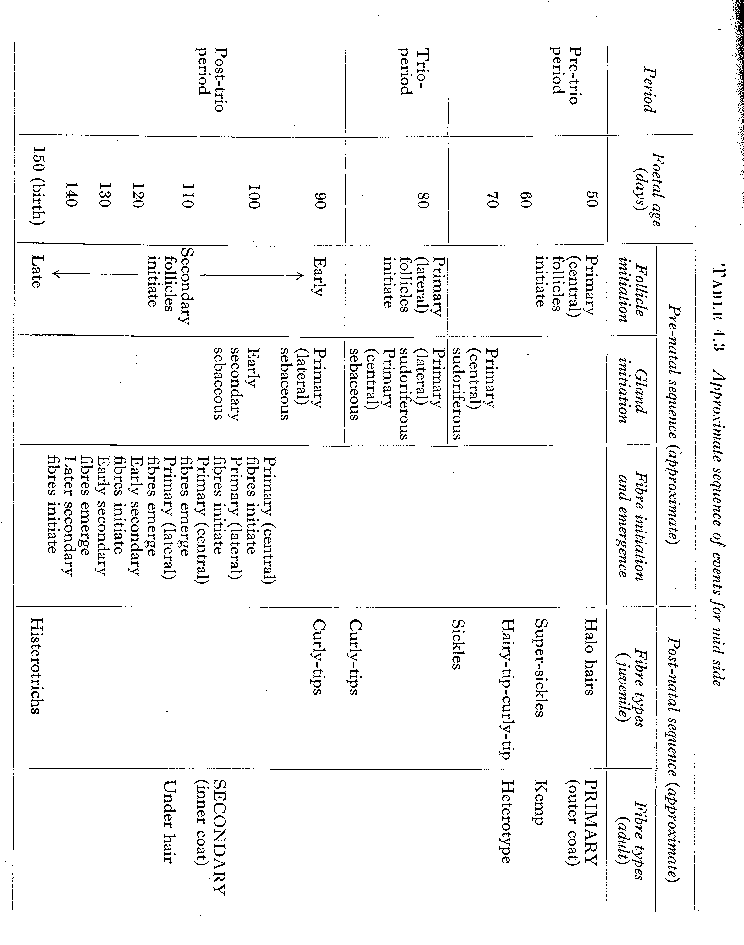 TABLE 4.3 Approximate sequence of events for mid side
Pre-natal sequence (approximate) Post-natal sequence (approximate)
Period Foetal age (days) Follicle initiation Gland initiation Fibre initiation and emergence Fibre types (juvenile) Fibre types (adult)
Pre-trio period
50 Primary (central) follicles initiate Halo hairs PRIMARY (outer coat)
60 Super-sickles Kemp
70 Primary (central) sudoriferous Hairy-tip-curly-tip Heterotype
Sickles
Trio-period
80 Primary (lateral) follicles initiate Primary (lateral) sudoriferous
Primary (central) sebaceous Curly-tips
Post-trio period
90 Early Primary (lateral) sebaceous Curly-tips
100 Early secondary sebaceous Primary (central) fibres initiate
Primary (lateral) fibres initiate SECONDARY (inner coat)
110 Secondary follicles initiate Primary (central) fibres emerge
Primary (lateral) fibres emerge Under hair
120 Early secondary fibres initiate
130 Early secondary fibres emerge
140 Later secondary fibres initiate
150 (birth) Late Histerotrichs